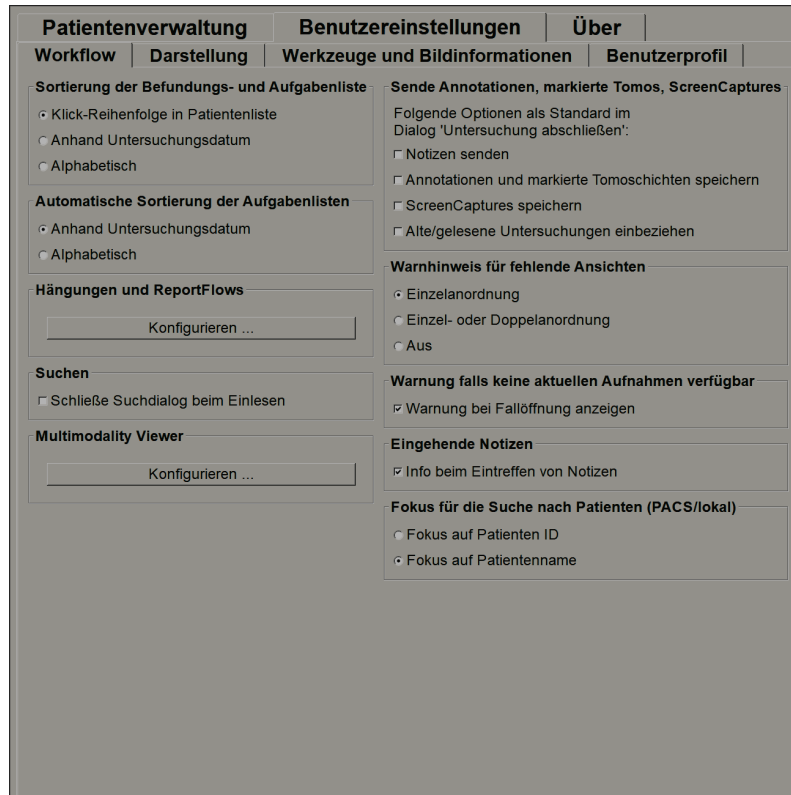 Patientenverwaltung Benutzereinstellungen Über
Workflow Darstellung Werkzeuge und Bildinformationen Benutzerprofil
Sortierung der Befundungs- und Aufgabenliste
Klick-Reihenfolge in Patientenliste
Anhand Untersuchungsdatum
Alphabetisch
Automatische Sortierung der Aufgabenlisten
Anhand Untersuchungsdatum
Alphabetisch
Hängungen und ReportFlows
Konfigurieren ...
Suchen
Schließe Suchdialog beim Einlesen
Multimodality Viewer
Konfigurieren ...
Sende Annotationen, markierte Tomos, ScreenCaptures
Folgende Optionen als Standard im
Dialog 'Untersuchung abschließen':
Notizen senden
Annotationen und markierte Tomoschichten speichern
ScreenCaptures speichern
Alte/gelesene Untersuchungen einbeziehen
Warnhinweis für fehlende Ansichten
Einzelanordnung
Einzel- oder Doppelanordnung
Aus
Warnung falls keine aktuellen Aufnahmen verfügbar
Warnung bei Fallöffnung anzeigen
Eingehende Notizen
Info beim Eintreffen von Notizen
Fokus für die Suche nach Patienten (PACS/lokal)
Fokus auf Patienten ID
Fokus auf Patientenname